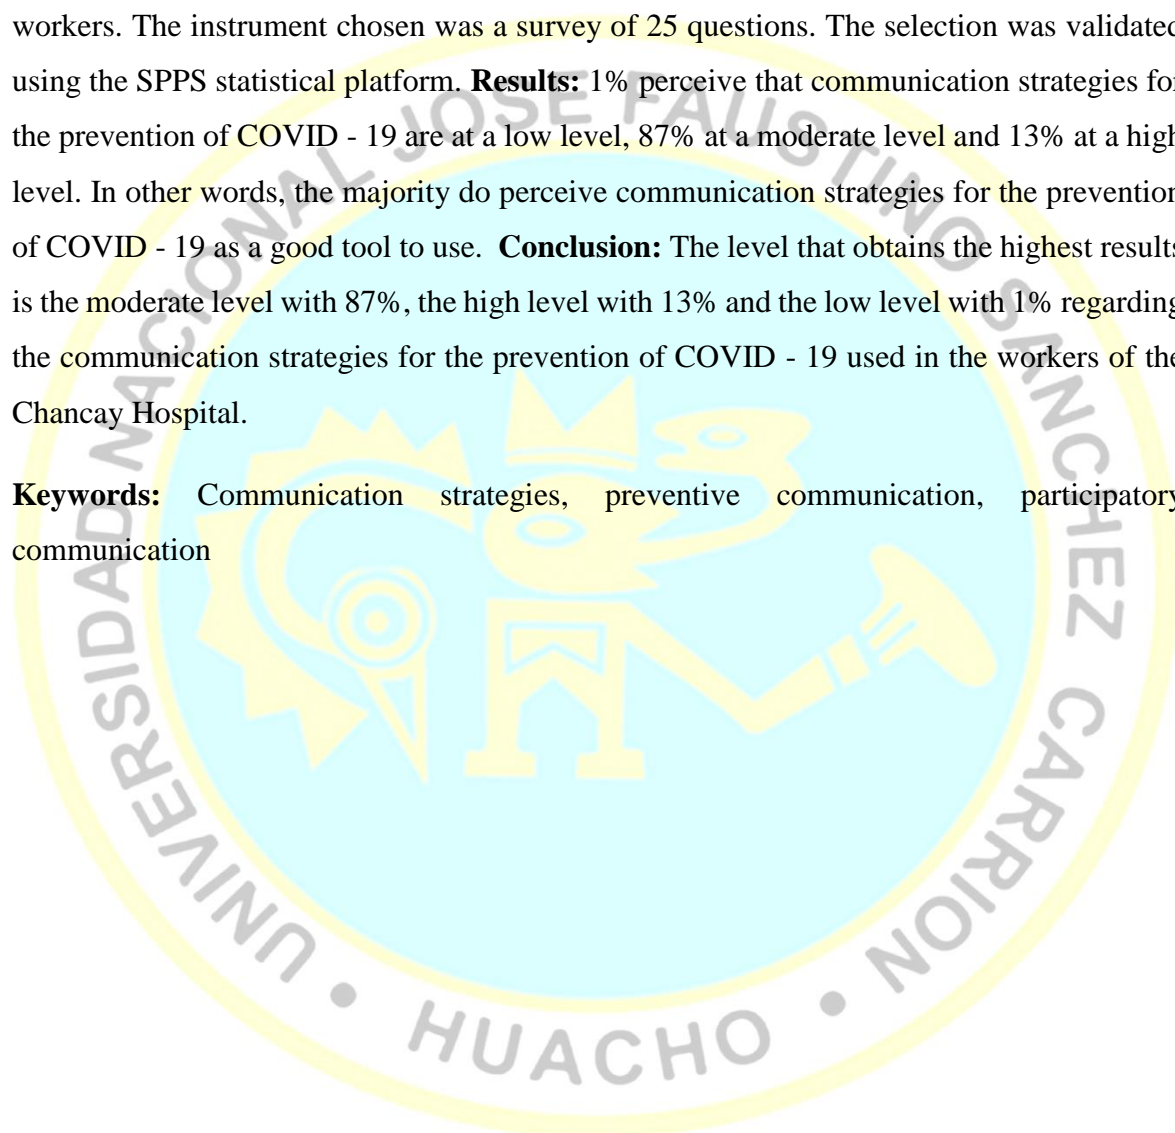 workers. The instrument chosen was a survey of 25 questions. The selection was validated
using the SPPS statistical platform. Results: 1% perceive that communication strategies for
the prevention of COVID - 19 are at a low level, 87% at a moderate level and 13% at a high
level. In other words, the majority do perceive communication strategies for the prevention
of COVID - 19 as a good tool to use. Conclusion: The level that obtains the highest results
is the moderate level with 87%, the high level with 13% and the low level with 1% regarding
the communication strategies for the prevention of COVID - 19 used in the workers of the
Chancay Hospital.
Keywords: Communication strategies, preventive communication, participatory
communication
UNIVERSIDAD NACIONAL JOSE FAUSTINO SANCHEZ CARRION
• HUACHO •